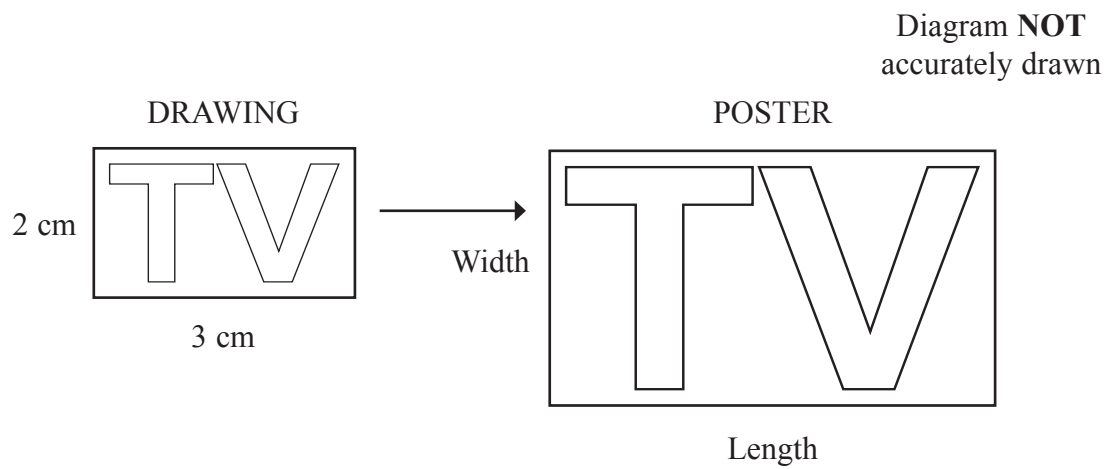 Diagram NOT
accurately drawn
DRAWING
POSTER
TV
TV
2 cm
Width
3 cm
Length